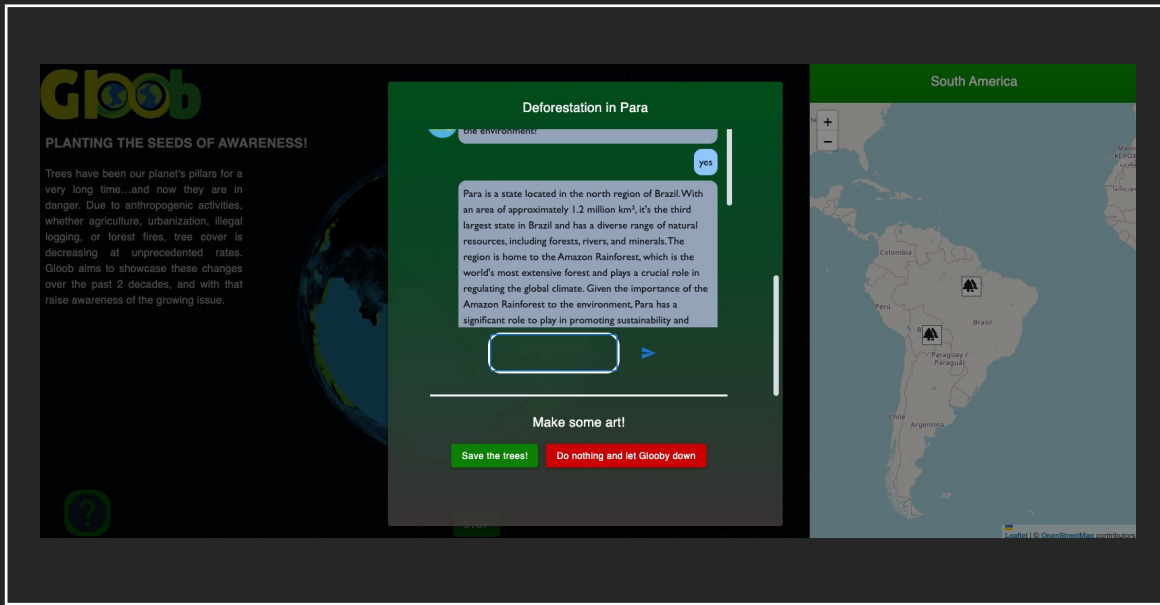 Gloob
PLANTING THE SEEDS OF AWARENESS!
Trees have been our planet's pillars for a
very long time...and now they are in
danger. Due to anthropogenic activities,
whether agriculture, urbanization, illegal
logging, or forest fires, tree cover is
decreasing at unprecedented rates.
Gloob aims to showcase these changes
over the past 2 decades, and with that
raise awareness of the growing issue.
?
Deforestation in Para
the environment?
yes
Para is a state located in the north region of Brazil. With
an area of approximately 1.2 million km², it's the third
largest state in Brazil and has a diverse range of natural
resources, including forests, rivers, and minerals. The
region is home to the Amazon Rainforest, which is the
world's most extensive forest and plays a crucial role in
regulating the global climate. Given the importance of the
Amazon Rainforest to the environment, Para has a
significant role to play in promoting sustainability and
Make some art!
Save the trees!
Do nothing and let Glooby down
South America
+
−
Colombia
Perú
Brasil
Paraguay /
Paraguái
Chile
Argentina
Leaflet | © OpenStreetMap contributors